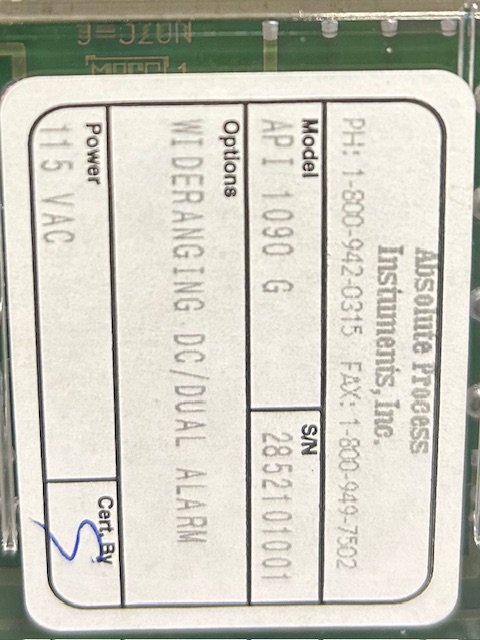 Absolute Process
Instuments, Inc.
PH: 1-800-942-0315 FAX: 1-800-949-7502
Model
API 1090 G
S/N
2852101001
Options
WIDERANGING DC/DUAL ALARM
Power
115 VAC
Cert. By